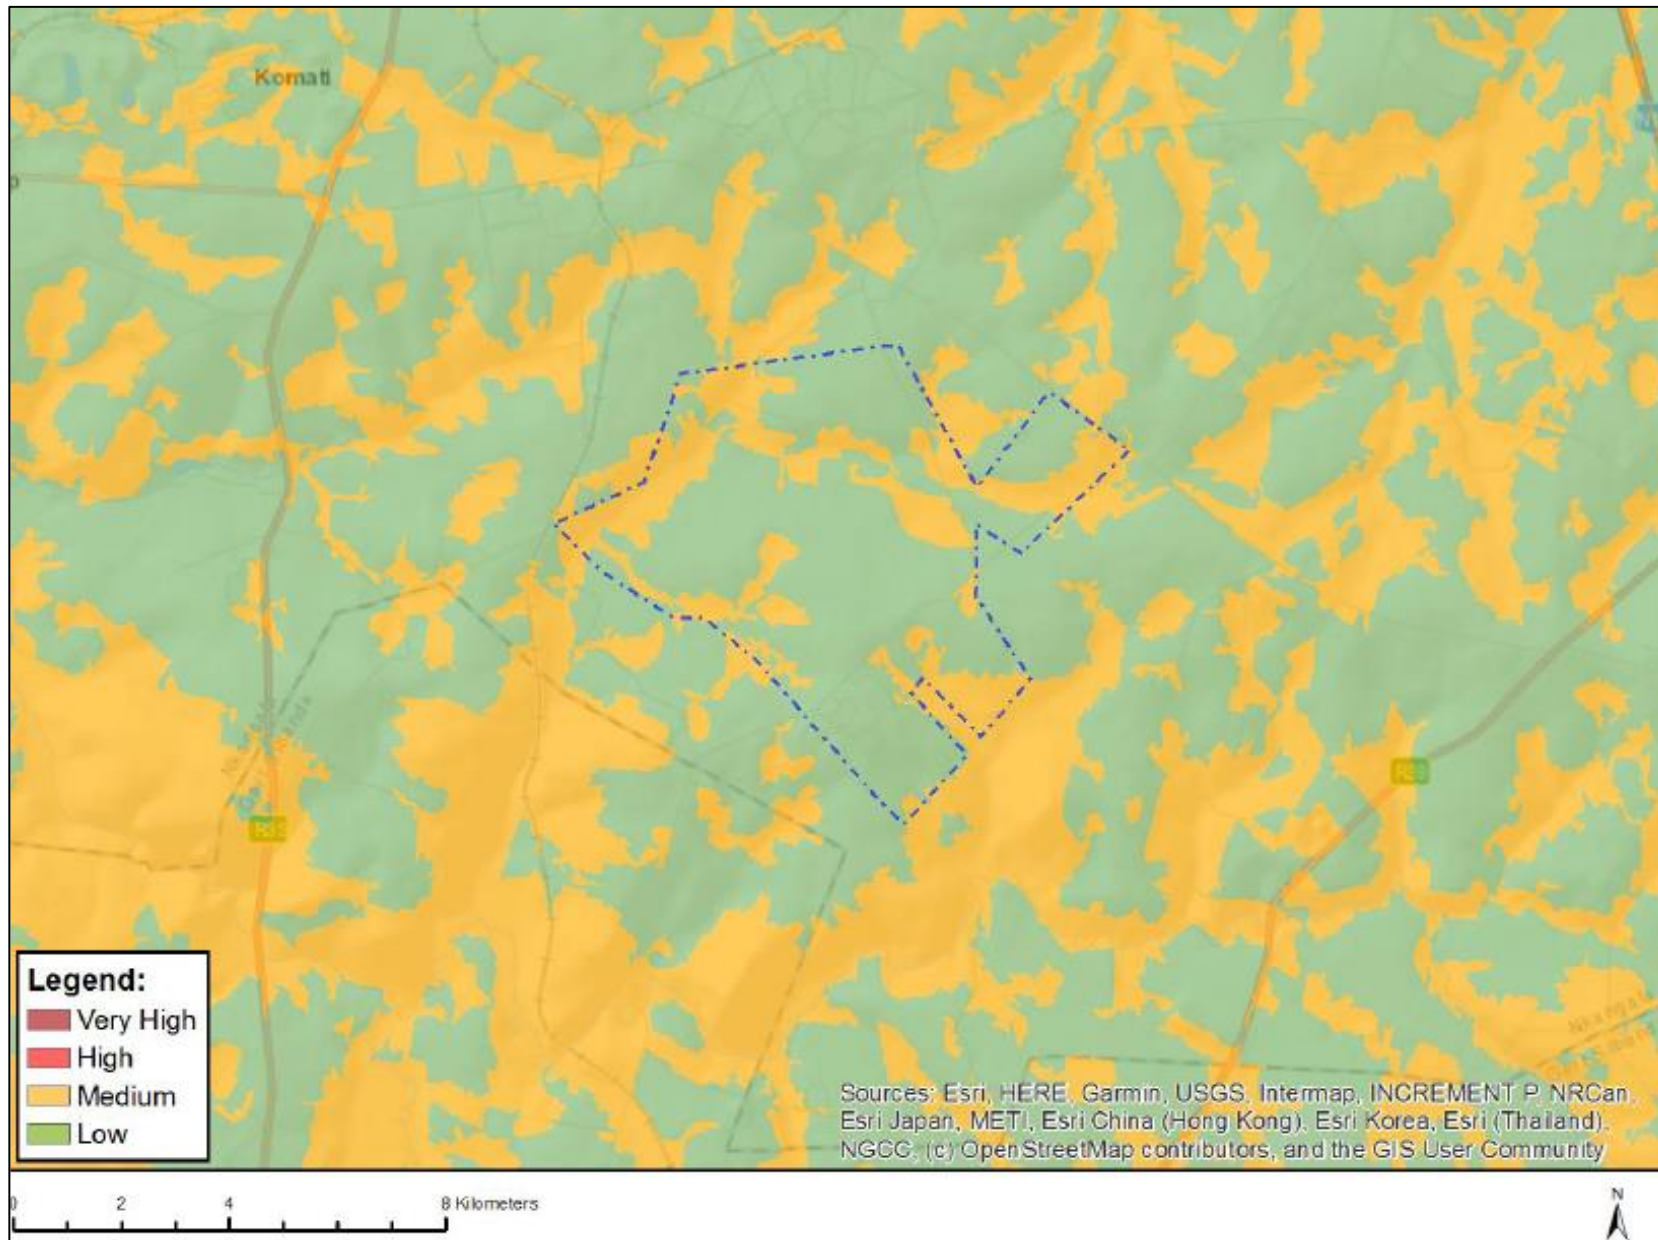 Komati
R35
Legend:
Very High
High
Medium
Low
Sources: Esri, HERE, Garmin, USGS, Intermap, INCREMENT P, NRCan,
Esri Japan, METI, Esri China (Hong Kong), Esri Korea, Esri (Thailand),
NGCC, (c) OpenStreetMap contributors, and the GIS User Community
0 2 4 8 Kilometers
N